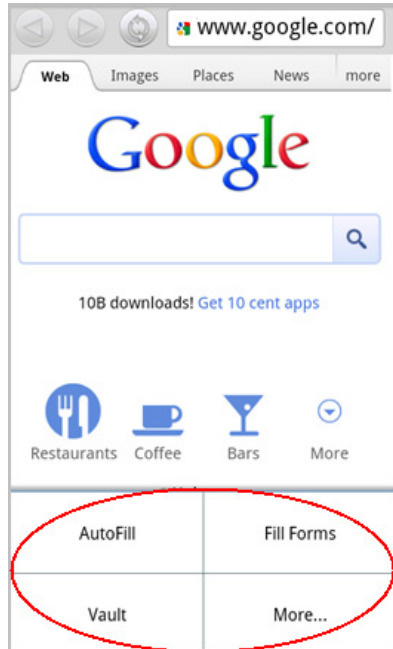 www.google.com/
Web Images Places News more
Google
10B downloads! Get 10 cent apps
Restaurants Coffee Bars More
AutoFill Fill Forms
Vault More...